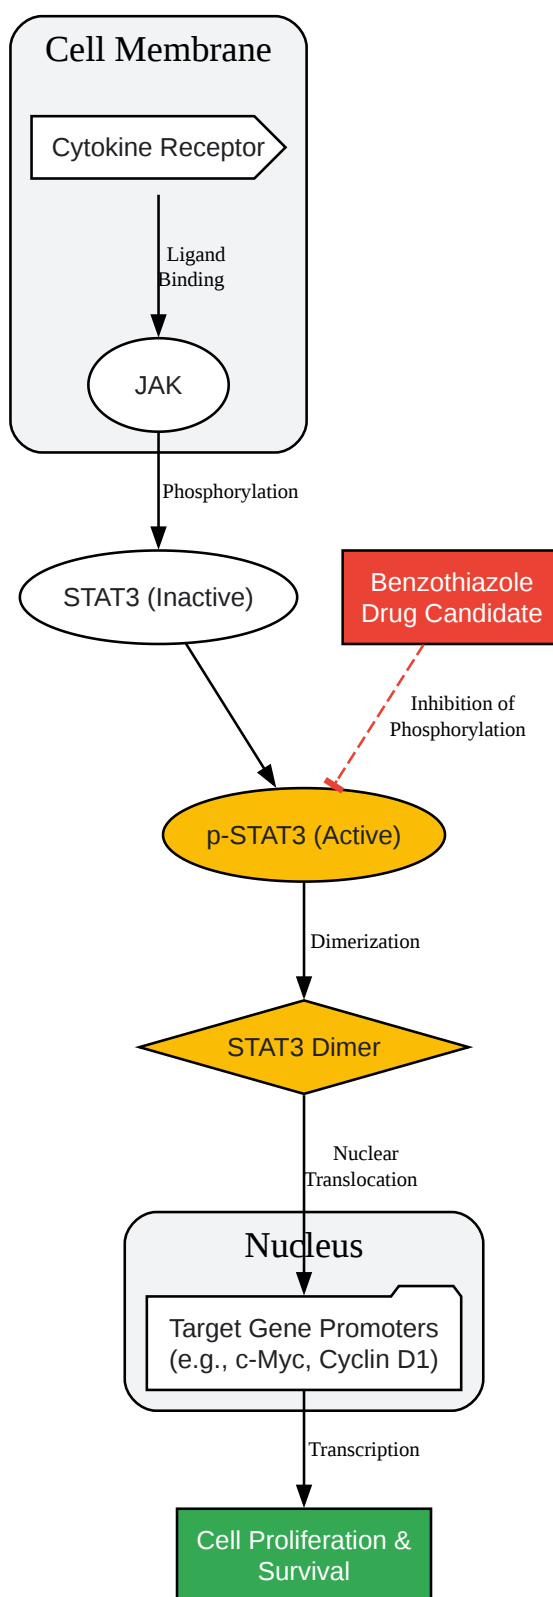 Cell Membrane
Cytokine Receptor
Ligand
Binding
JAK
Phosphorylation
STAT3 (Inactive)
Benzothiazole
Drug Candidate
Inhibition of
Phosphorylation
p-STAT3 (Active)
Dimerization
STAT3 Dimer
Nuclear
Translocation
Nucleus
Target Gene Promoters
(e.g., c-Myc, Cyclin D1)
Transcription
Cell Proliferation &
Survival